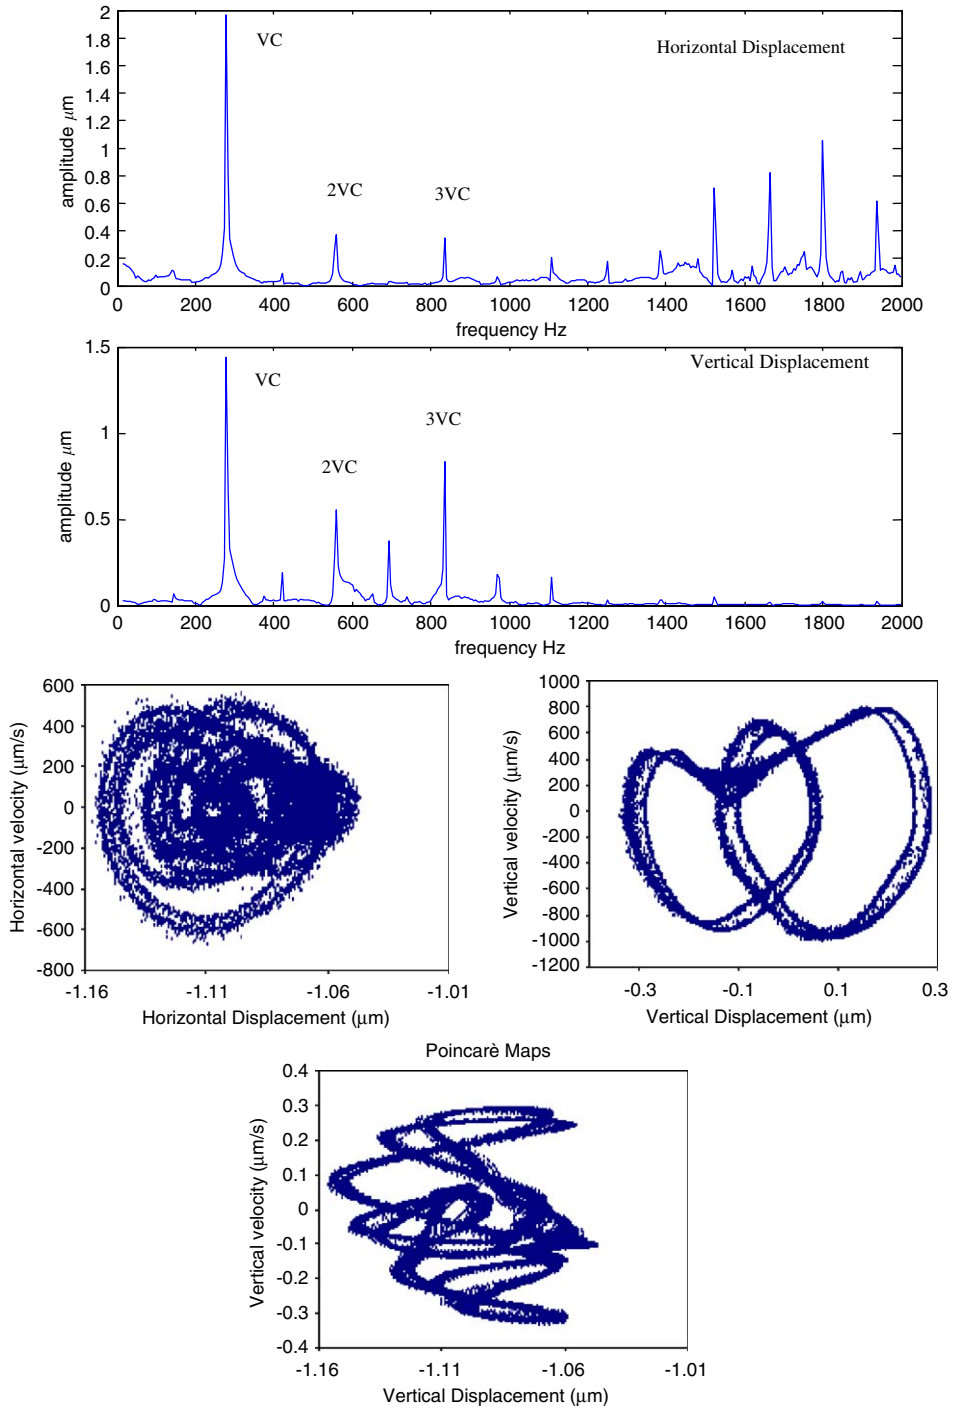 2
1.8
1.6
1.4
1.2
1
0.8
0.6
0.4
0.2
0
amplitude μm
VC
2VC
3VC
Horizontal Displacement
0 200 400 600 800 1000 1200 1400 1600 1800 2000
frequency Hz
1.5
1
0.5
0
amplitude μm
VC
2VC
3VC
Vertical Displacement
0 200 400 600 800 1000 1200 1400 1600 1800 2000
frequency Hz
600
400
200
0
-200
-400
-600
-800
Horizontal velocity (μm/s)
-1.16 -1.11 -1.06 -1.01
Horizontal Displacement (μm)
1000
800
600
400
200
0
-200
-400
-600
-800
-1000
-1200
Vertical velocity (μm/s)
-0.3 -0.1 0.1 0.3
Vertical Displacement (μm)
Poincarè Maps
0.4
0.3
0.2
0.1
0
-0.1
-0.2
-0.3
-0.4
Vertical velocity (μm/s)
-1.16 -1.11 -1.06 -1.01
Vertical Displacement (μm)